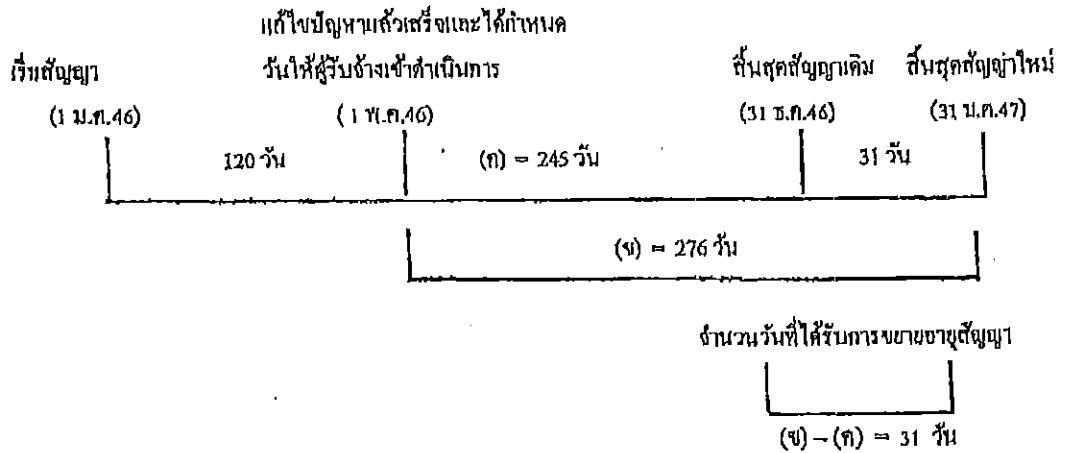 แก้ไขปัญหาแล้วเสร็จและได้กำหนด
เริ่มสัญญา วันให้ผู้รับจ้างเข้าดำเนินการ สิ้นสุดสัญญาเดิม สิ้นสุดสัญญาใหม่
(1 ม.ค.46) (1 พ.ค.46) (31 ธ.ค.46) (31 ม.ค.47)
120 วัน (ค) = 245 วัน 31 วัน
(ข) = 276 วัน
จำนวนวันที่ได้รับการขยายอายุสัญญา
(ข) – (ค) = 31 วัน